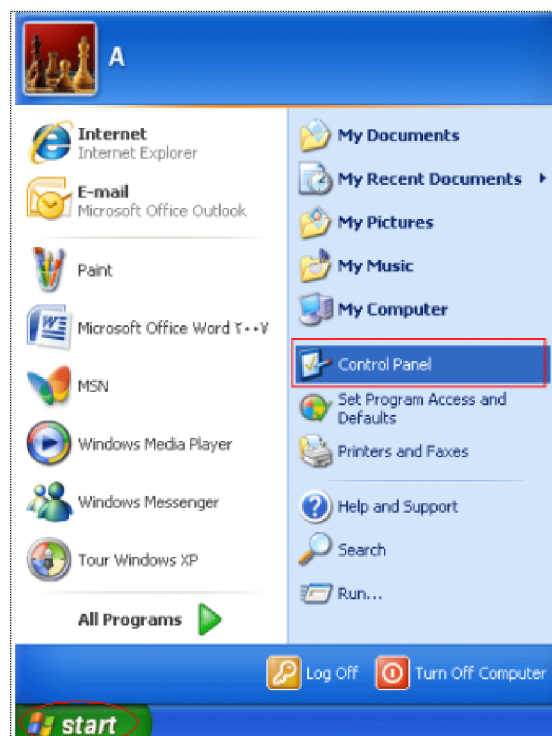 A
Internet
Internet Explorer
E-mail
Microsoft Office Outlook
Paint
Microsoft Office Word ۲۰۰۷
MSN
Windows Media Player
Windows Messenger
Tour Windows XP
All Programs
My Documents
My Recent Documents
My Pictures
My Music
My Computer
Control Panel
Set Program Access and
Defaults
Printers and Faxes
Help and Support
Search
Run...
Log Off
Turn Off Computer
start